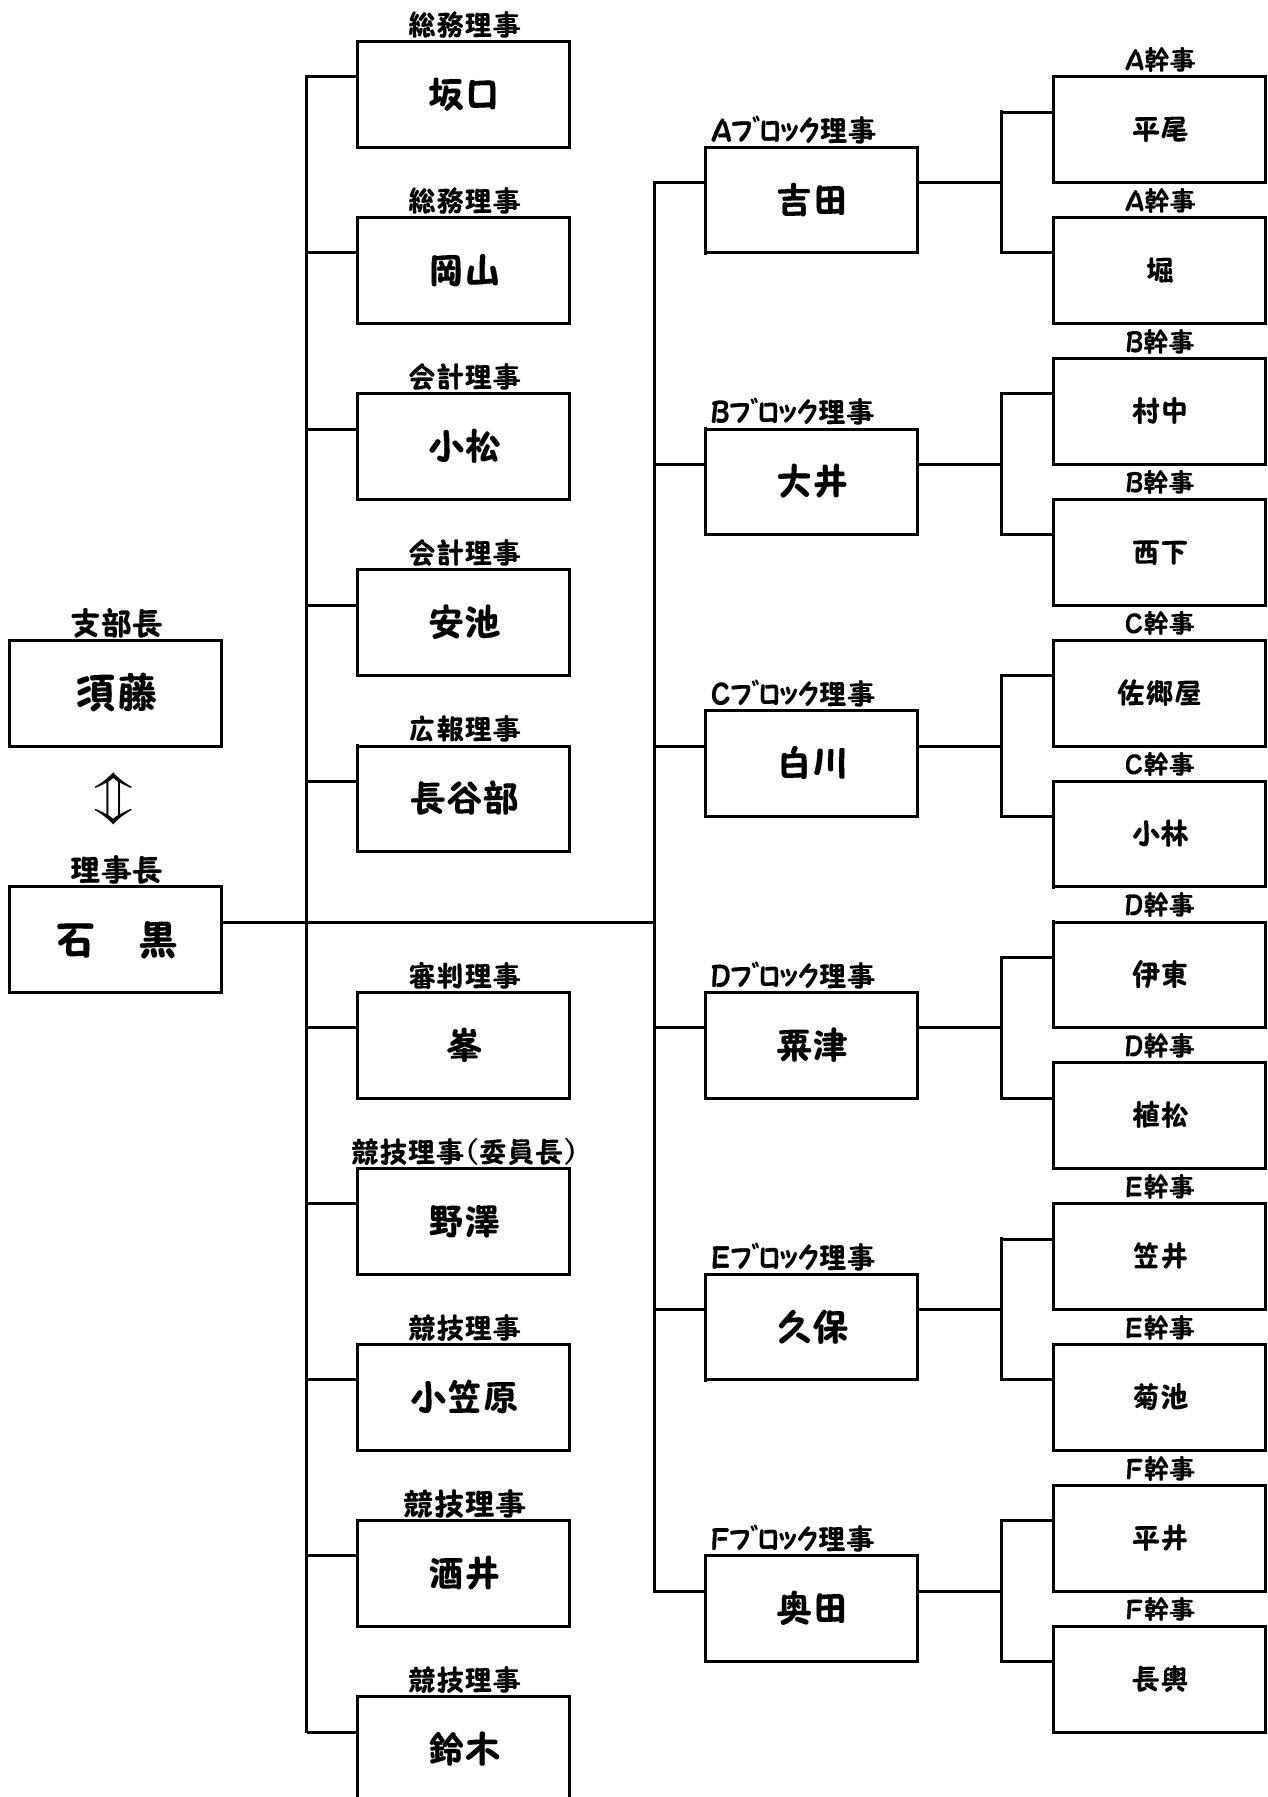 支部長
須藤
⇕
理事長
石　黒
総務理事
坂口
総務理事
岡山
会計理事
小松
会計理事
安池
広報理事
長谷部
審判理事
峯
競技理事（委員長）
野澤
競技理事
小笠原
競技理事
酒井
競技理事
鈴木
Aブロック理事
吉田
Bブロック理事
大井
Cブロック理事
白川
Dブロック理事
粟津
Eブロック理事
久保
Fブロック理事
奥田
A幹事
平尾
A幹事
堀
B幹事
村中
B幹事
西下
C幹事
佐郷屋
C幹事
小林
D幹事
伊東
D幹事
植松
E幹事
笠井
E幹事
菊池
F幹事
平井
F幹事
長輿